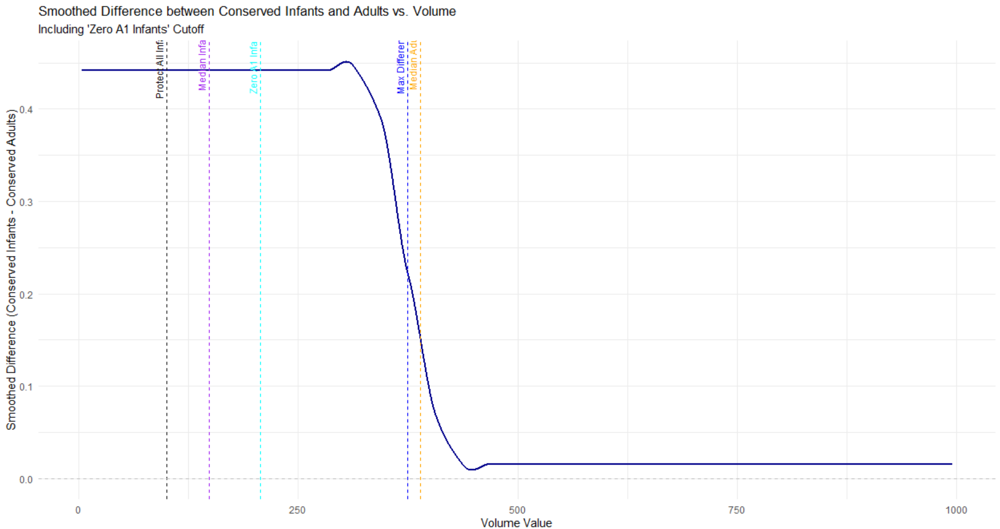 Smoothed Difference between Conserved Infants and Adults vs. Volume
Including 'Zero A1 Infants' Cutoff
Protect All Inf
Median Infa
Zero A1 Infa
Max Differen
Median Adu
Smoothed Difference (Conserved Infants - Conserved Adults)
0.4
0.3
0.2
0.1
0.0
0
250
500
750
1000
Volume Value